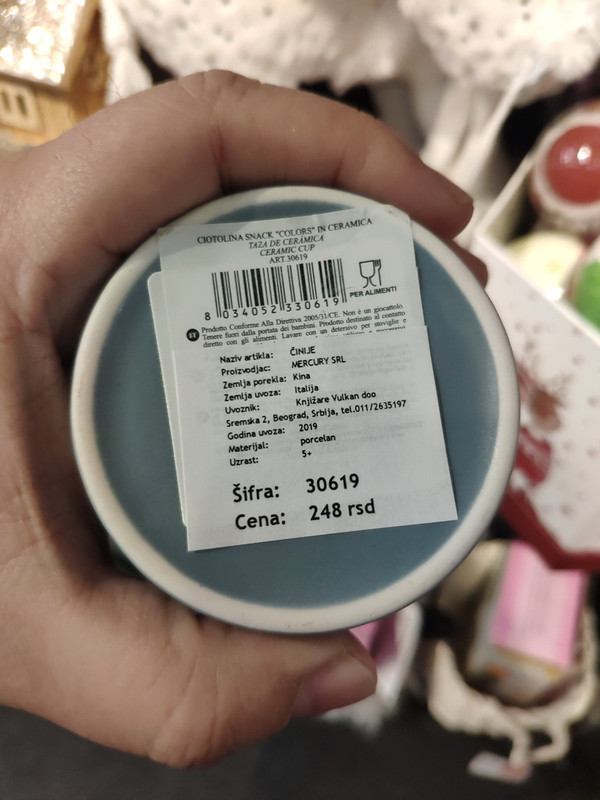 CIOTOLINA SNACK "COLORS" IN CERAMICA
TAZA DE CERÁMICA
CERAMIC CUP
ART.30619
8 034052 330619
PER ALIMENTI
IT Prodotto Conforme Alla Direttiva 2005/31/CE. Non è un giocattolo.
Tenere fuori dalla portata dei bambini. Prodotto destinato al contatto
diretto con gli alimenti. Lavare con un detersivo per stoviglie e
Naziv artikla: ČINIJE
Proizvodjac: MERCURY SRL
Zemlja porekla: Kina
Zemlja uvoza: Italija
Uvoznik: Knjižare Vulkan doo
Sremska 2, Beograd, Srbija, tel.011/2635197
Godina uvoza: 2019
Materijal: porcelan
Uzrast: 5+
Šifra: 30619
Cena: 248 rsd